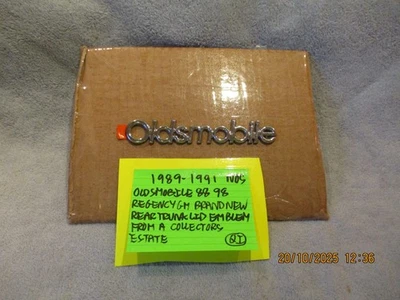 Oldsmobile
1989-1991 NOS
OLDSMOBILE 88 98
REGENCY GM BRAND NEW
REAR TRUNK LID EMBLEM
FROM A COLLECTORS
ESTATE
20/10/2025 12:36